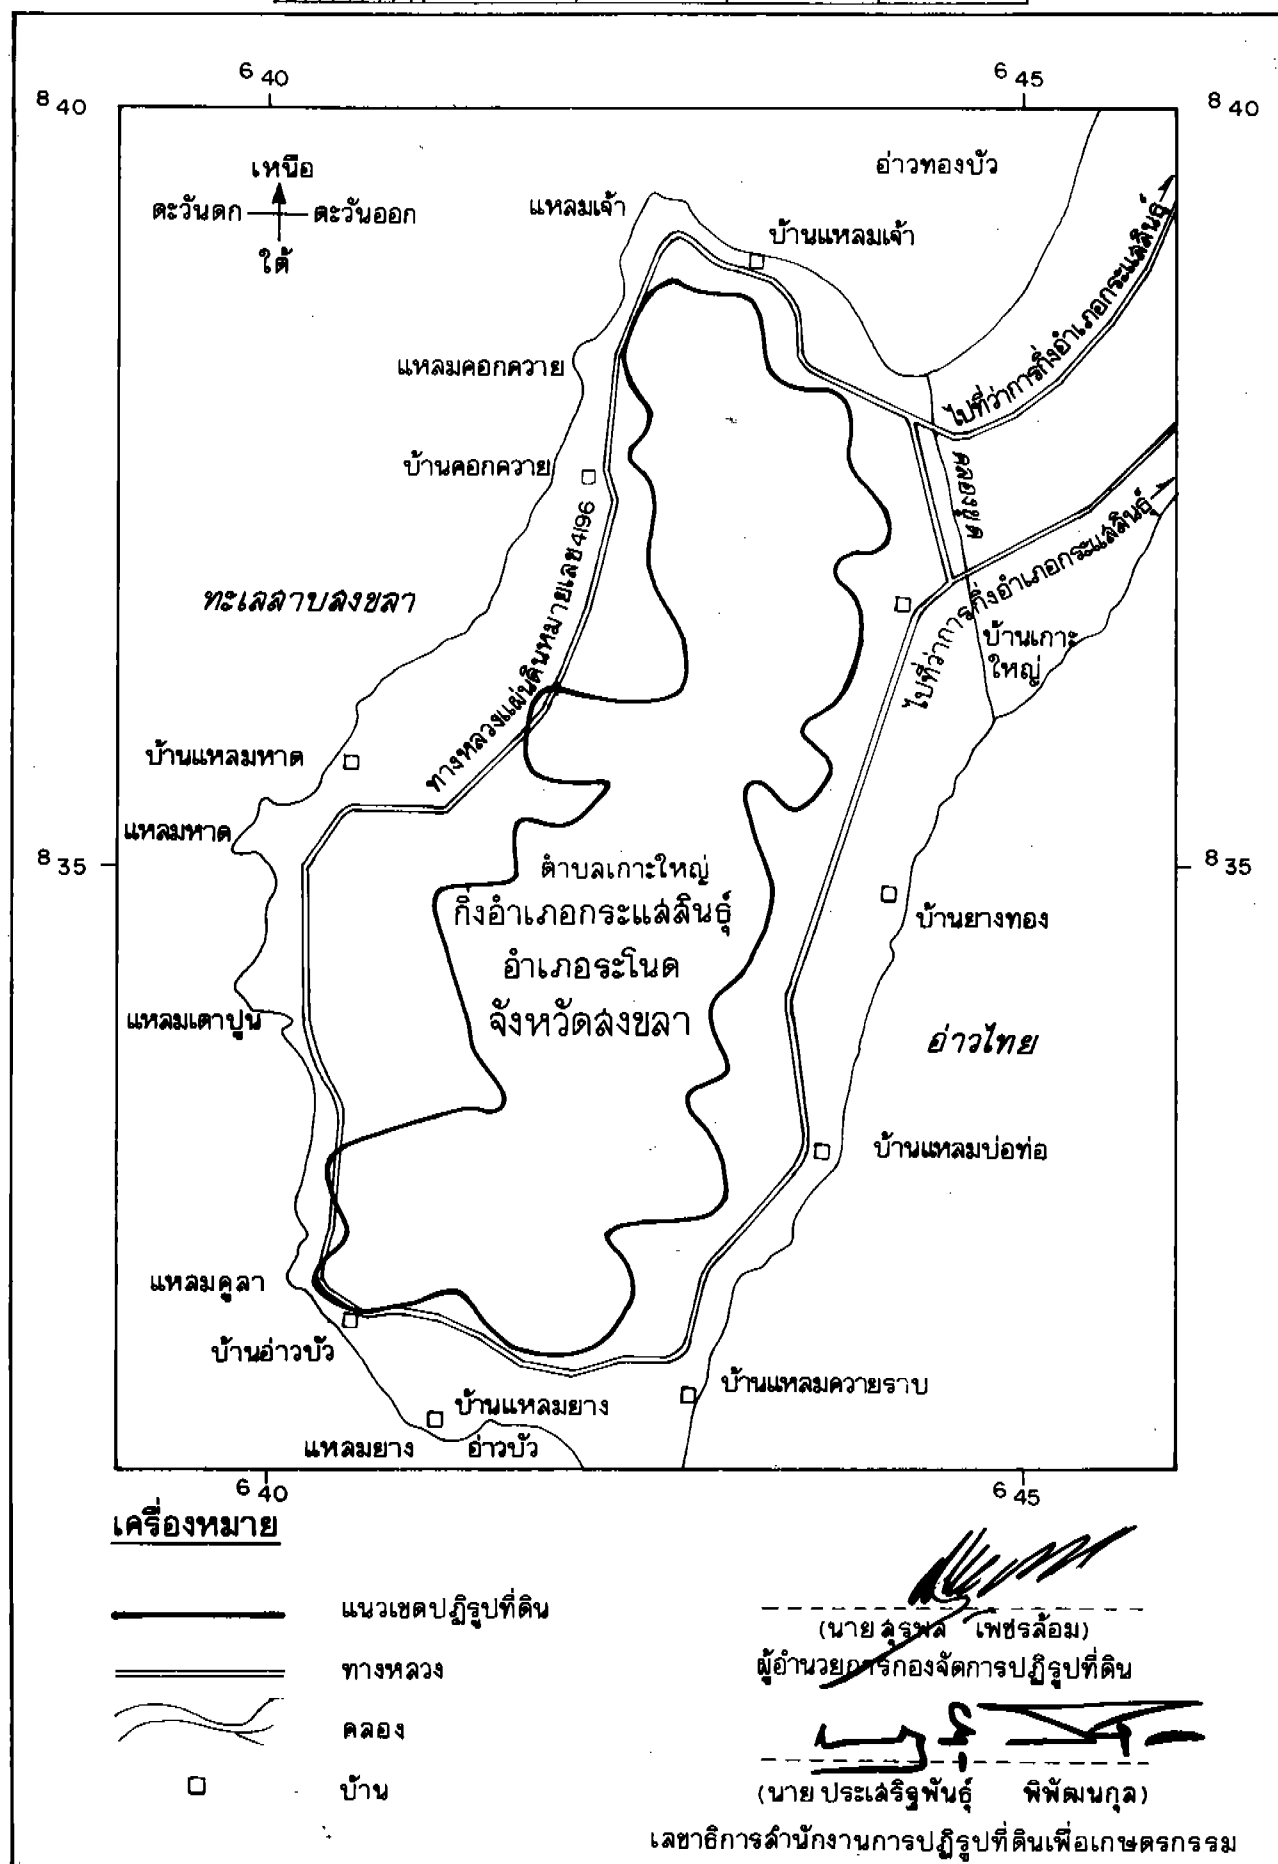 6 40
6 45
8 40
8 40
เหนือ
ตะวันตก
ตะวันออก
ใต้
อ่าวทองบัว
แหลมเจ้า
บ้านแหลมเจ้า
ไปที่ว่าการกิ่งอำเภอกระแสสินธุ์
แหลมคอกควาย
บ้านคอกควาย
คลองขุด
ทางหลวงแผ่นดินหมายเลข 4196
ไปที่ว่าการกิ่งอำเภอกระแสสินธุ์
ทะเลสาบสงขลา
บ้านเกาะ
ใหญ่
บ้านแหลมหาด
แหลมหาด
8 35
8 35
ตำบลเกาะใหญ่
กิ่งอำเภอกระแสสินธุ์
อำเภอระโนด
จังหวัดสงขลา
บ้านยางทอง
แหลมเตาปูน
อ่าวไทย
บ้านแหลมบ่อท่อ
แหลมคูลา
บ้านอ่าวบัว
บ้านแหลมควายราบ
บ้านแหลมยาง
แหลมยาง
อ่าวบัว
6 40
6 45
เครื่องหมาย
แนวเขตปฏิรูปที่ดิน
ทางหลวง
คลอง
บ้าน
(นายสุรพล เพชรล้อม)
ผู้อำนวยการกองจัดการปฏิรูปที่ดิน
(นายประเสริฐพันธุ์ พิพัฒนกุล)
เลขาธิการสำนักงานการปฏิรูปที่ดินเพื่อเกษตรกรรม